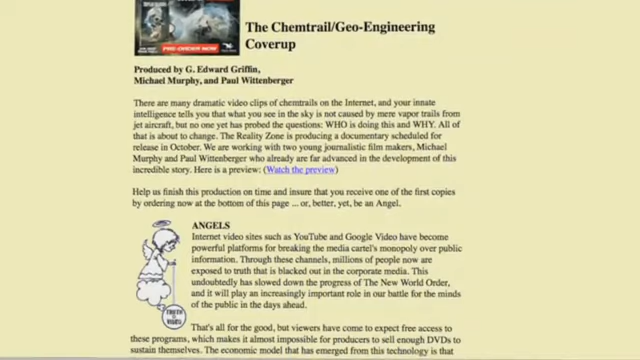 PRE-ORDER NOW
The Chemtrail/Geo-Engineering
Coverup
Produced by G. Edward Griffin,
Michael Murphy, and Paul Wittenberger
There are many dramatic video clips of chemtrails on the Internet, and your innate
intelligence tells you that what you see in the sky is not caused by mere vapor trails from
jet aircraft, but no one yet has probed the questions: WHO is doing this and WHY. All of
that is about to change. The Reality Zone is producing a documentary scheduled for
release in October. We are working with two young journalistic film makers, Michael
Murphy and Paul Wittenberger who already are far advanced in the development of this
incredible story. Here is a preview: (Watch the preview)
Help us finish this production on time and insure that you receive one of the first copies
by ordering now at the bottom of this page ... or, better, yet, be an Angel.
ANGELS
Internet video sites such as YouTube and Google Video have become
powerful platforms for breaking the media cartel's monopoly over public
information. Through these channels, millions of people now are
exposed to truth that is blacked out in the corporate media. This
undoubtedly has slowed down the progress of The New World Order,
and it will play an increasingly important role in our battle for the minds
of the public in the days ahead.
TRUTH
That's all for the good, but viewers have come to expect free access to
these programs, which makes it almost impossible for producers to sell enough DVDs to
sustain themselves. The economic model that has emerged from this technology is that